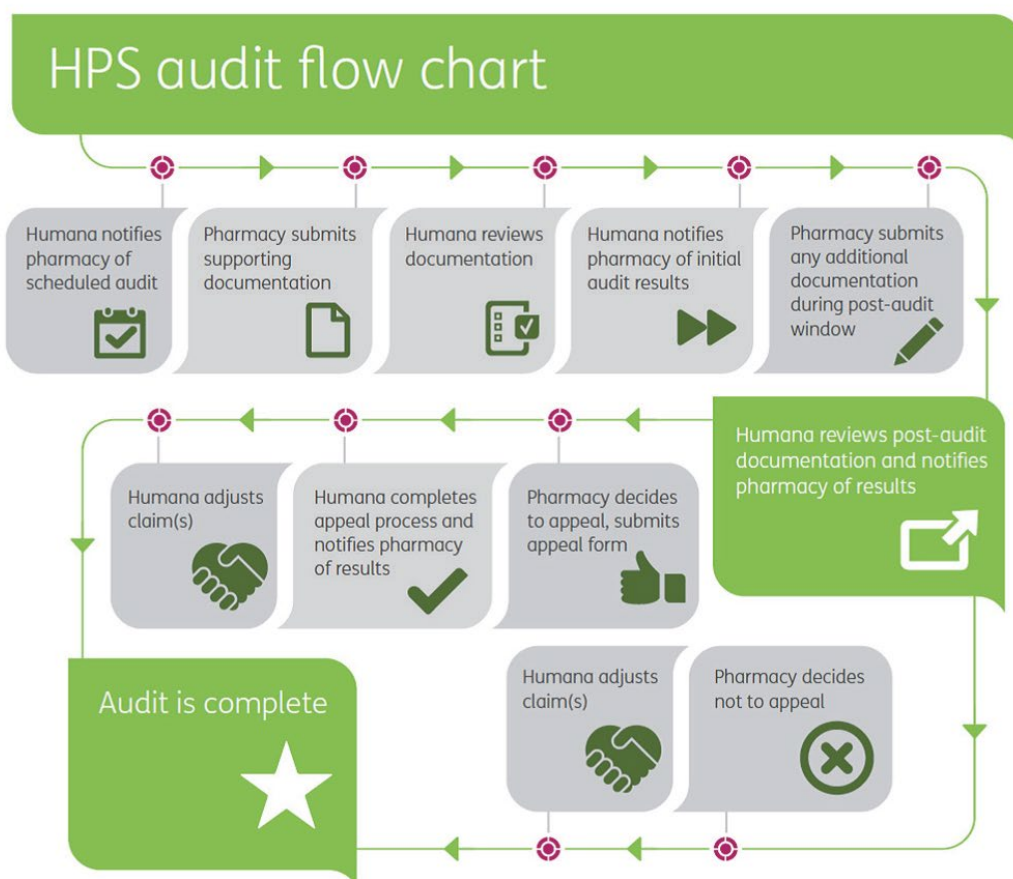 HPS audit flow chart
Humana notifies
pharmacy of
scheduled audit
Pharmacy submits
supporting
documentation
Humana reviews
documentation
Humana notifies
pharmacy of initial
audit results
Pharmacy submits
any additional
documentation
during post-audit
window
Humana reviews post-audit
documentation and notifies
pharmacy of results
Pharmacy decides
to appeal, submits
appeal form
Humana completes
appeal process and
notifies pharmacy
of results
Humana adjusts
claim(s)
Pharmacy decides
not to appeal
Humana adjusts
claim(s)
Audit is complete